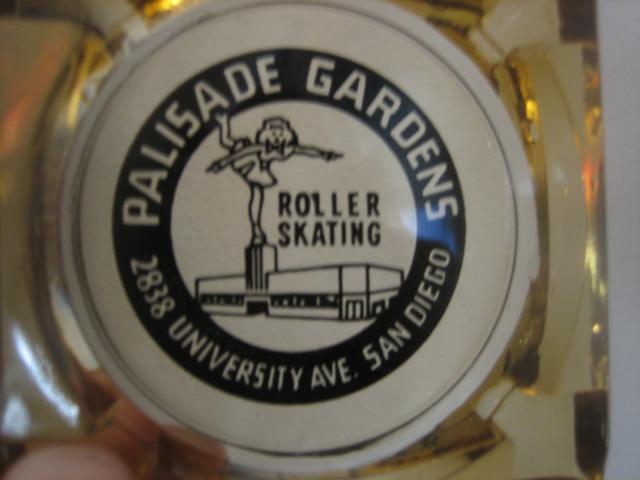 PALISADE GARDENS
ROLLER
SKATING
2838 UNIVERSITY AVE. SAN DIEGO